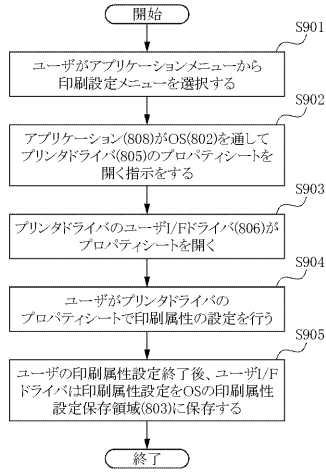 開始
S901
ユーザがアプリケーションメニューから
印刷設定メニューを選択する
S902
アプリケーション(808)がOS(802)を通して
プリンタドライバ(805)のプロパティシートを
開く指示をする
S903
プリンタドライバのユーザI/Fドライバ(806)が
プロパティシートを開く
S904
ユーザがプリンタドライバの
プロパティシートで印刷属性の設定を行う
S905
ユーザの印刷属性設定終了後、ユーザI/F
ドライバは印刷属性設定をOSの印刷属性
設定保存領域(803)に保存する
終了